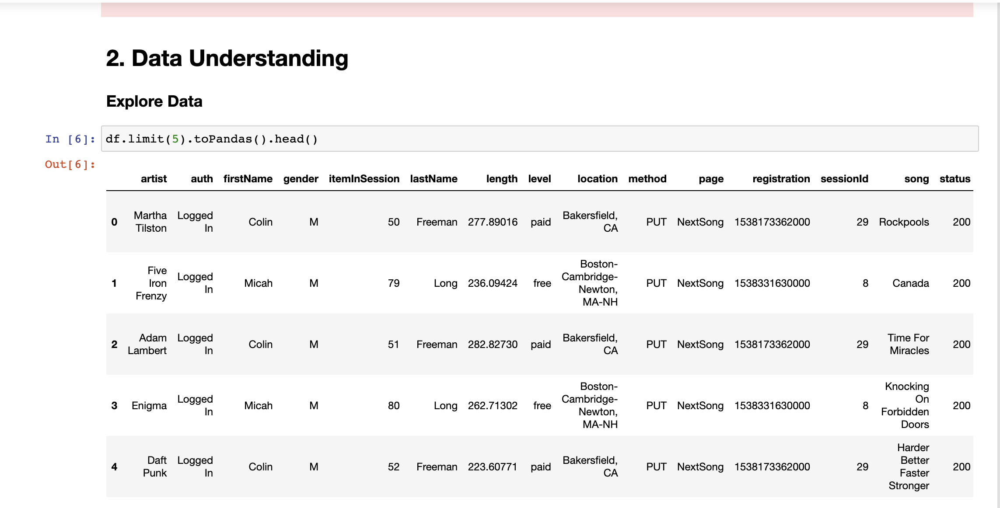 2. Data Understanding
Explore Data
In [6]: df.limit(5).toPandas().head()
Out[6]:
artist auth firstName gender itemInSession lastName length level location method page registration sessionId song status
0 Martha Tilston Logged In Colin M 50 Freeman 277.89016 paid Bakersfield, CA PUT NextSong 1538173362000 29 Rockpools 200
1 Five Iron Frenzy Logged In Micah M 79 Long 236.09424 free Boston-Cambridge-Newton, MA-NH PUT NextSong 1538331630000 8 Canada 200
2 Adam Lambert Logged In Colin M 51 Freeman 282.82730 paid Bakersfield, CA PUT NextSong 1538173362000 29 Time For Miracles 200
3 Enigma Logged In Micah M 80 Long 262.71302 free Boston-Cambridge-Newton, MA-NH PUT NextSong 1538331630000 8 Knocking On Forbidden Doors 200
4 Daft Punk Logged In Colin M 52 Freeman 223.60771 paid Bakersfield, CA PUT NextSong 1538173362000 29 Harder Better Faster Stronger 200